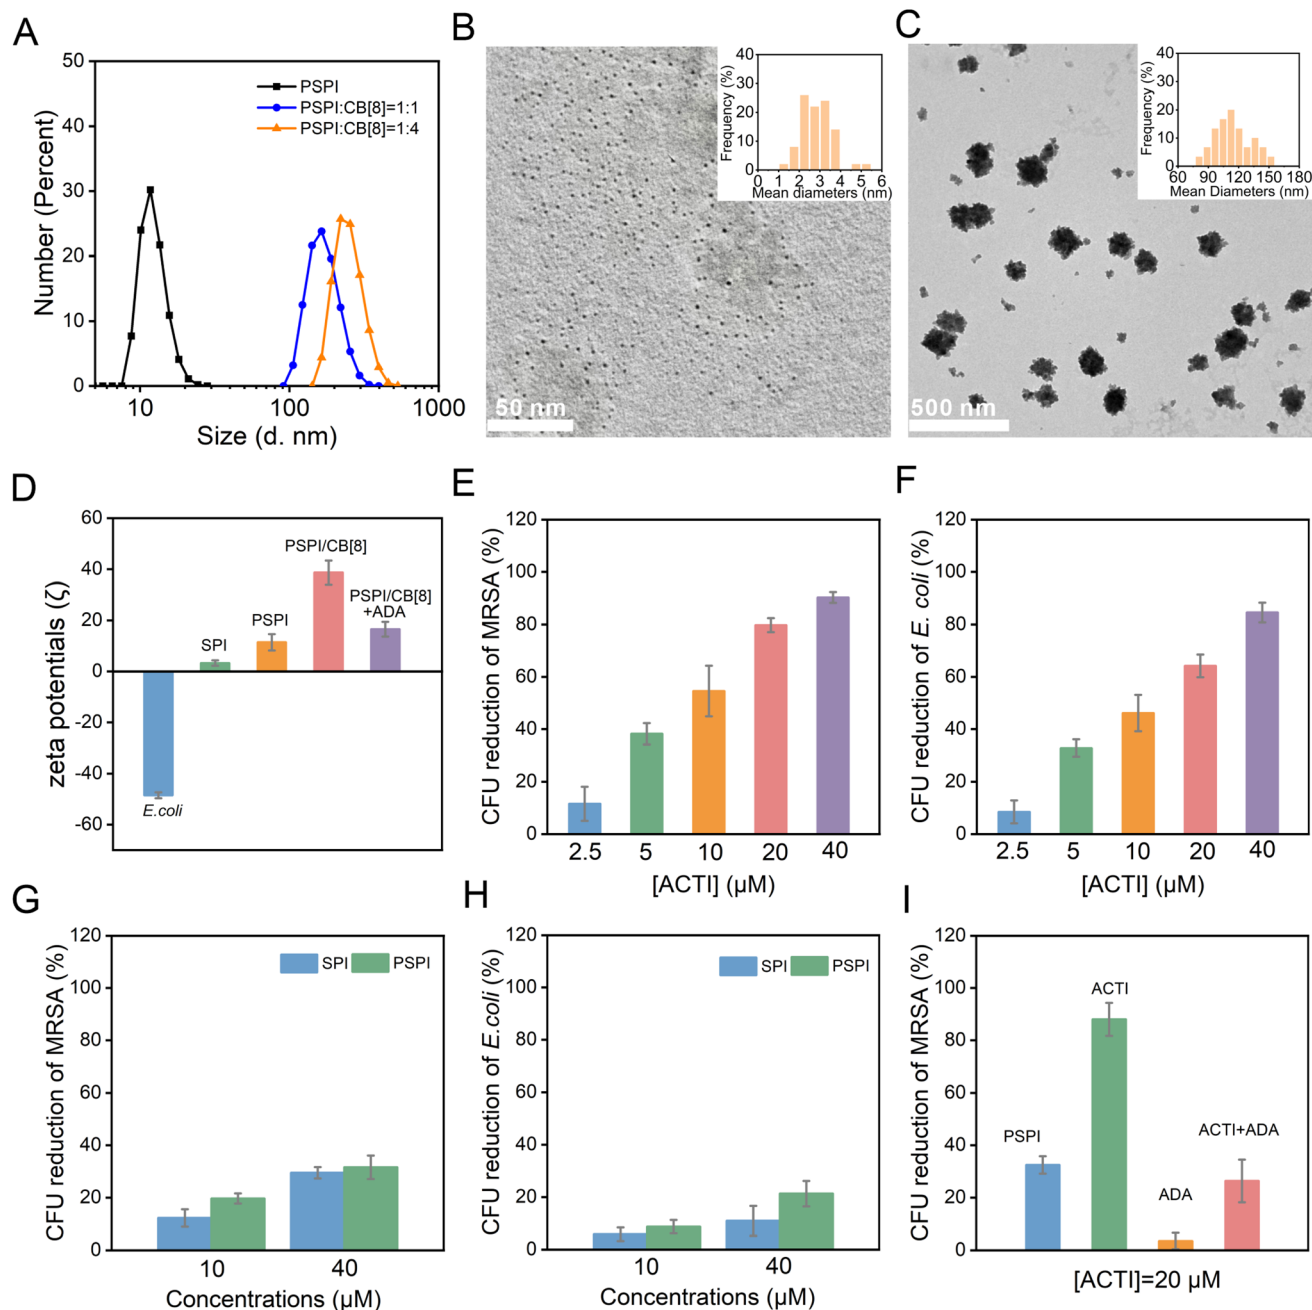 A
50
40
30
20
10
0
Number (Percent)
PSPI
PSPI:CB[8]=1:1
PSPI:CB[8]=1:4
10
100
1000
Size (d. nm)
B
40
20
0
Frequency (%)
0 1 2 3 4 5 6
Mean diameters (nm)
50 nm
C
40
20
0
Frequency (%)
60 90 120 150 180
Mean Diameters (nm)
500 nm
D
60
40
20
0
-20
-40
-60
zeta potentials (ζ)
E.coli
SPI
PSPI
PSPI/CB[8]
PSPI/CB[8]
+ADA
E
120
100
80
60
40
20
0
CFU reduction of MRSA (%)
2.5 5 10 20 40
[ACTI] (μM)
F
120
100
80
60
40
20
0
CFU reduction of E. coli (%)
2.5 5 10 20 40
[ACTI] (μM)
G
120
100
80
60
40
20
0
CFU reduction of MRSA (%)
SPI PSPI
10 40
Concentrations (μM)
H
120
100
80
60
40
20
0
CFU reduction of E.coli (%)
SPI PSPI
10 40
Concentrations (μM)
I
120
100
80
60
40
20
0
CFU reduction of MRSA (%)
PSPI
ACTI
ADA
ACTI+ADA
[ACTI]=20 μM